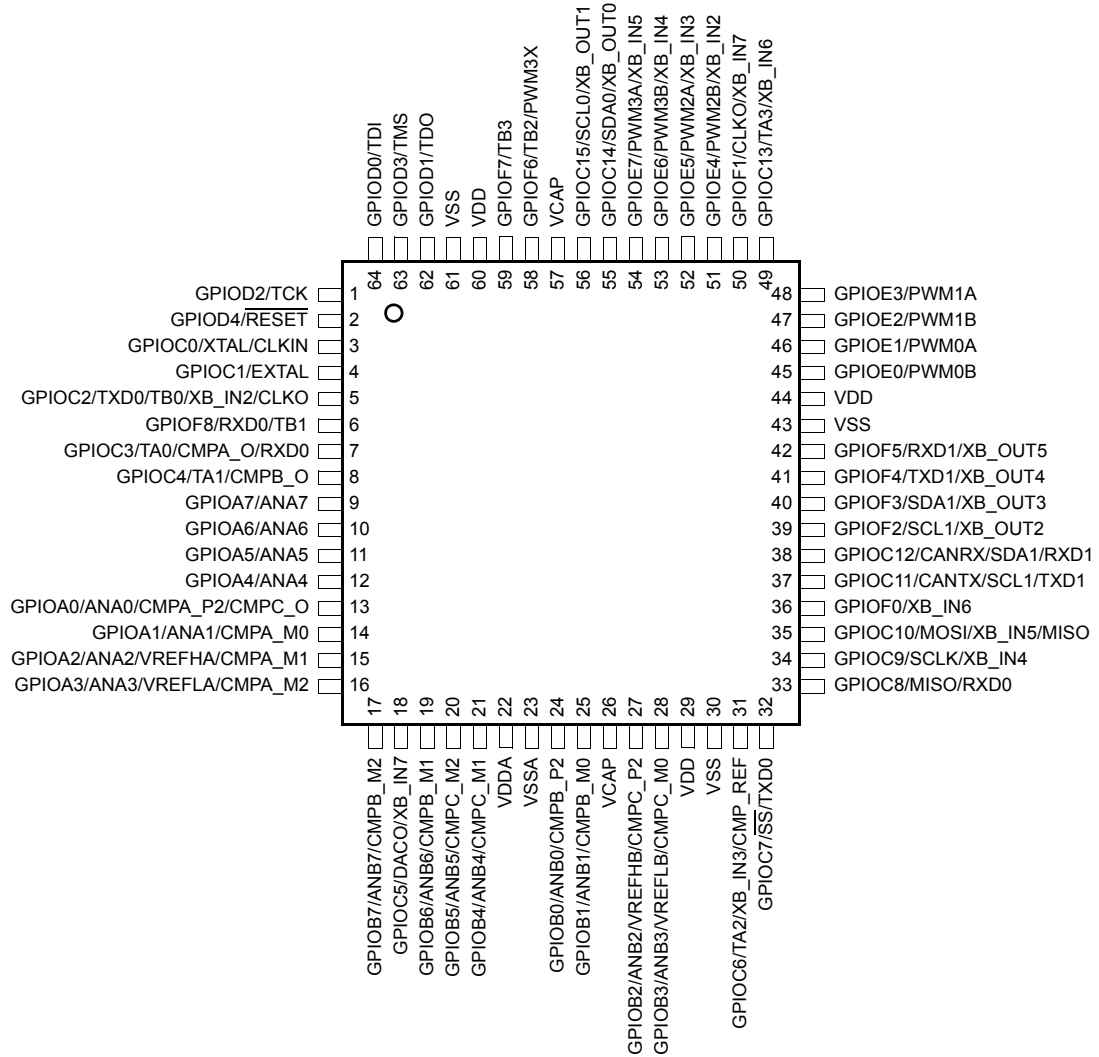 GPIOD0/TDI
GPIOD3/TMS
GPIOD1/TDO
VSS
VDD
GPIOF7/TB3
GPIOF6/TB2/PWM3X
VCAP
GPIOC15/SCL0/XB_OUT1
GPIOC14/SDA0/XB_OUT0
GPIOE7/PWM3A/XB_IN5
GPIOE6/PWM3B/XB_IN4
GPIOE5/PWM2A/XB_IN3
GPIOE4/PWM2B/XB_IN2
GPIOF1/CLKO/XB_IN7
GPIOC13/TA3/XB_IN6
64
63
62
61
60
59
58
57
56
55
54
53
52
51
50
49
GPIOD2/TCK 1
GPIOD4/RESET 2
GPIOC0/XTAL/CLKIN 3
GPIOC1/EXTAL 4
GPIOC2/TXD0/TB0/XB_IN2/CLKO 5
GPIOF8/RXD0/TB1 6
GPIOC3/TA0/CMPA_O/RXD0 7
GPIOC4/TA1/CMPB_O 8
GPIOA7/ANA7 9
GPIOA6/ANA6 10
GPIOA5/ANA5 11
GPIOA4/ANA4 12
GPIOA0/ANA0/CMPA_P2/CMPC_O 13
GPIOA1/ANA1/CMPA_M0 14
GPIOA2/ANA2/VREFHA/CMPA_M1 15
GPIOA3/ANA3/VREFLA/CMPA_M2 16
48 GPIOE3/PWM1A
47 GPIOE2/PWM1B
46 GPIOE1/PWM0A
45 GPIOE0/PWM0B
44 VDD
43 VSS
42 GPIOF5/RXD1/XB_OUT5
41 GPIOF4/TXD1/XB_OUT4
40 GPIOF3/SDA1/XB_OUT3
39 GPIOF2/SCL1/XB_OUT2
38 GPIOC12/CANRX/SDA1/RXD1
37 GPIOC11/CANTX/SCL1/TXD1
36 GPIOF0/XB_IN6
35 GPIOC10/MOSI/XB_IN5/MISO
34 GPIOC9/SCLK/XB_IN4
33 GPIOC8/MISO/RXD0
17
18
19
20
21
22
23
24
25
26
27
28
29
30
31
32
GPIOB7/ANB7/CMPB_M2
GPIOC5/DACO/XB_IN7
GPIOB6/ANB6/CMPB_M1
GPIOB5/ANB5/CMPC_M2
GPIOB4/ANB4/CMPC_M1
VDDA
VSSA
GPIOB0/ANB0/CMPB_P2
GPIOB1/ANB1/CMPB_M0
VCAP
GPIOB2/ANB2/VREFHB/CMPC_P2
GPIOB3/ANB3/VREFLB/CMPC_M0
VDD
VSS
GPIOC6/TA2/XB_IN3/CMP_REF
GPIOC7/SS/TXD0